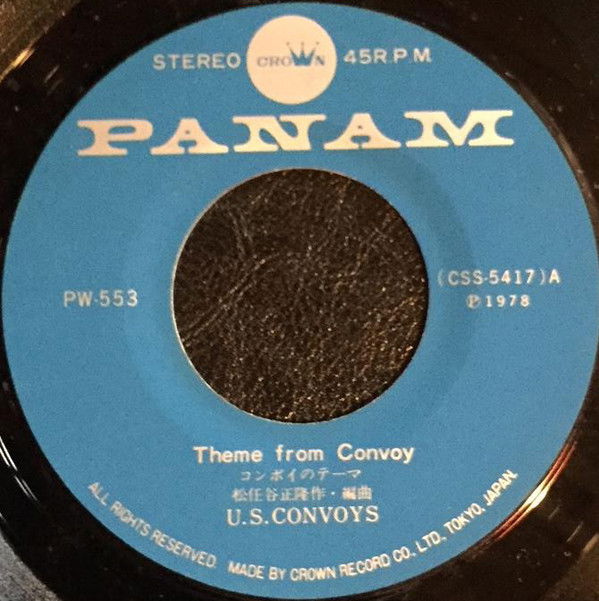 STEREO CROWN 45R.P.M.
PANAM
PW-553
(CSS-5417)A
℗1978
Theme from Convoy
コンボイのテーマ
松任谷正隆作・編曲
U.S.CONVOYS
ALL RIGHTS RESERVED. MADE BY CROWN RECORD CO., LTD., TOKYO, JAPAN.